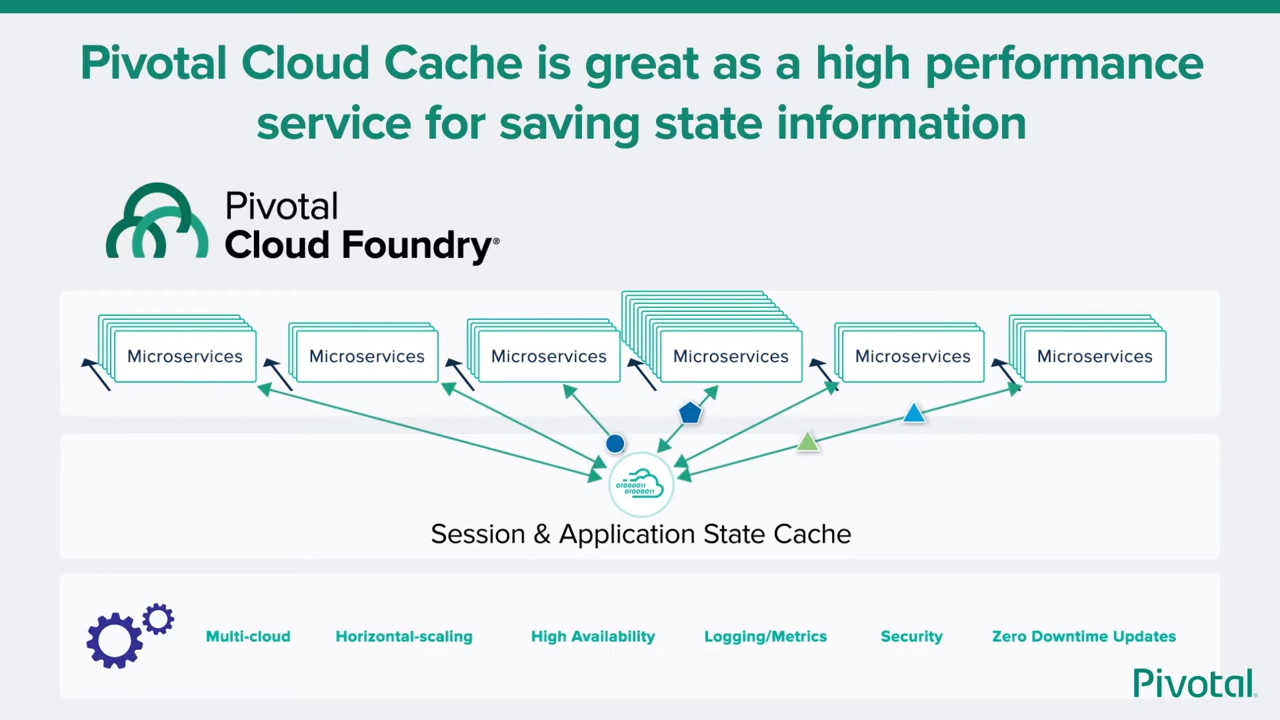 Pivotal Cloud Cache is great as a high performance
service for saving state information
Pivotal
Cloud Foundry®
Microservices
Microservices
Microservices
Microservices
Microservices
Microservices
01000011
01000011
Session & Application State Cache
Multi-cloud
Horizontal-scaling
High Availability
Logging/Metrics
Security
Zero Downtime Updates
Pivotal